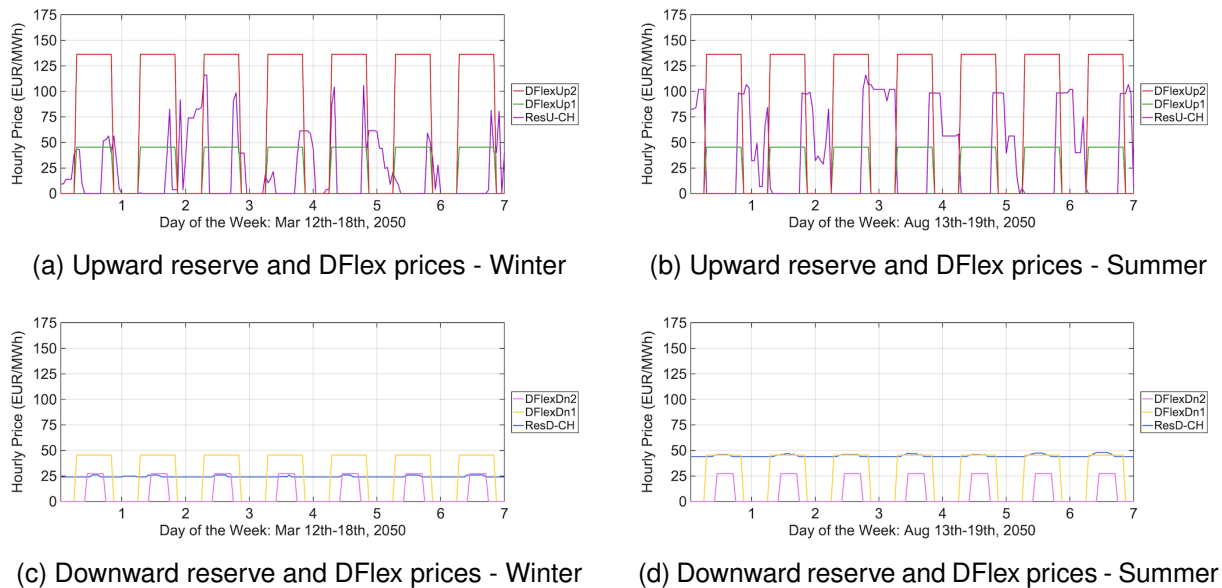 Hourly Price (EUR/MWh)
175
150
125
100
75
50
25
0
1 2 3 4 5 6 7
Day of the Week: Mar 12th-18th, 2050
DFlexUp2
DFlexUp1
ResU-CH
(a) Upward reserve and DFlex prices - Winter
Hourly Price (EUR/MWh)
175
150
125
100
75
50
25
0
1 2 3 4 5 6 7
Day of the Week: Aug 13th-19th, 2050
DFlexUp2
DFlexUp1
ResU-CH
(b) Upward reserve and DFlex prices - Summer
Hourly Price (EUR/MWh)
175
150
125
100
75
50
25
0
1 2 3 4 5 6 7
Day of the Week: Mar 12th-18th, 2050
DFlexDn2
DFlexDn1
ResD-CH
(c) Downward reserve and DFlex prices - Winter
Hourly Price (EUR/MWh)
175
150
125
100
75
50
25
0
1 2 3 4 5 6 7
Day of the Week: Aug 13th-19th, 2050
DFlexDn2
DFlexDn1
ResD-CH
(d) Downward reserve and DFlex prices - Summer